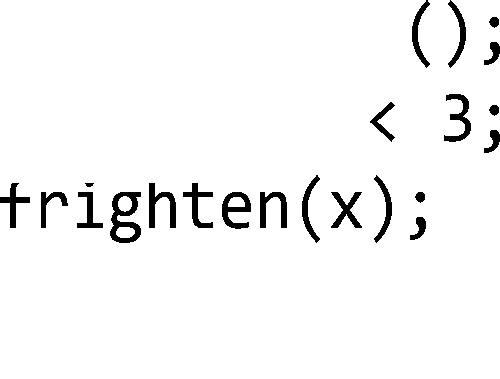 ();
< 3;
frighten(x);